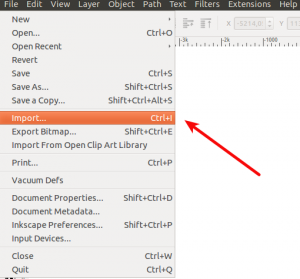 File Edit View Layer Object Path Text Filters Extensions Help
New
Open... Ctrl+O
Open Recent
Revert
Save Ctrl+S
Save As... Shift+Ctrl+S
Save a Copy... Shift+Ctrl+Alt+S
Import... Ctrl+I
Export Bitmap... Shift+Ctrl+E
Import From Open Clip Art Library
Print... Ctrl+P
Vacuum Defs
Document Properties... Shift+Ctrl+D
Document Metadata...
Inkscape Preferences... Shift+Ctrl+P
Input Devices...
Close Ctrl+W
Quit Ctrl+Q
X Y
-3k -2k -1000